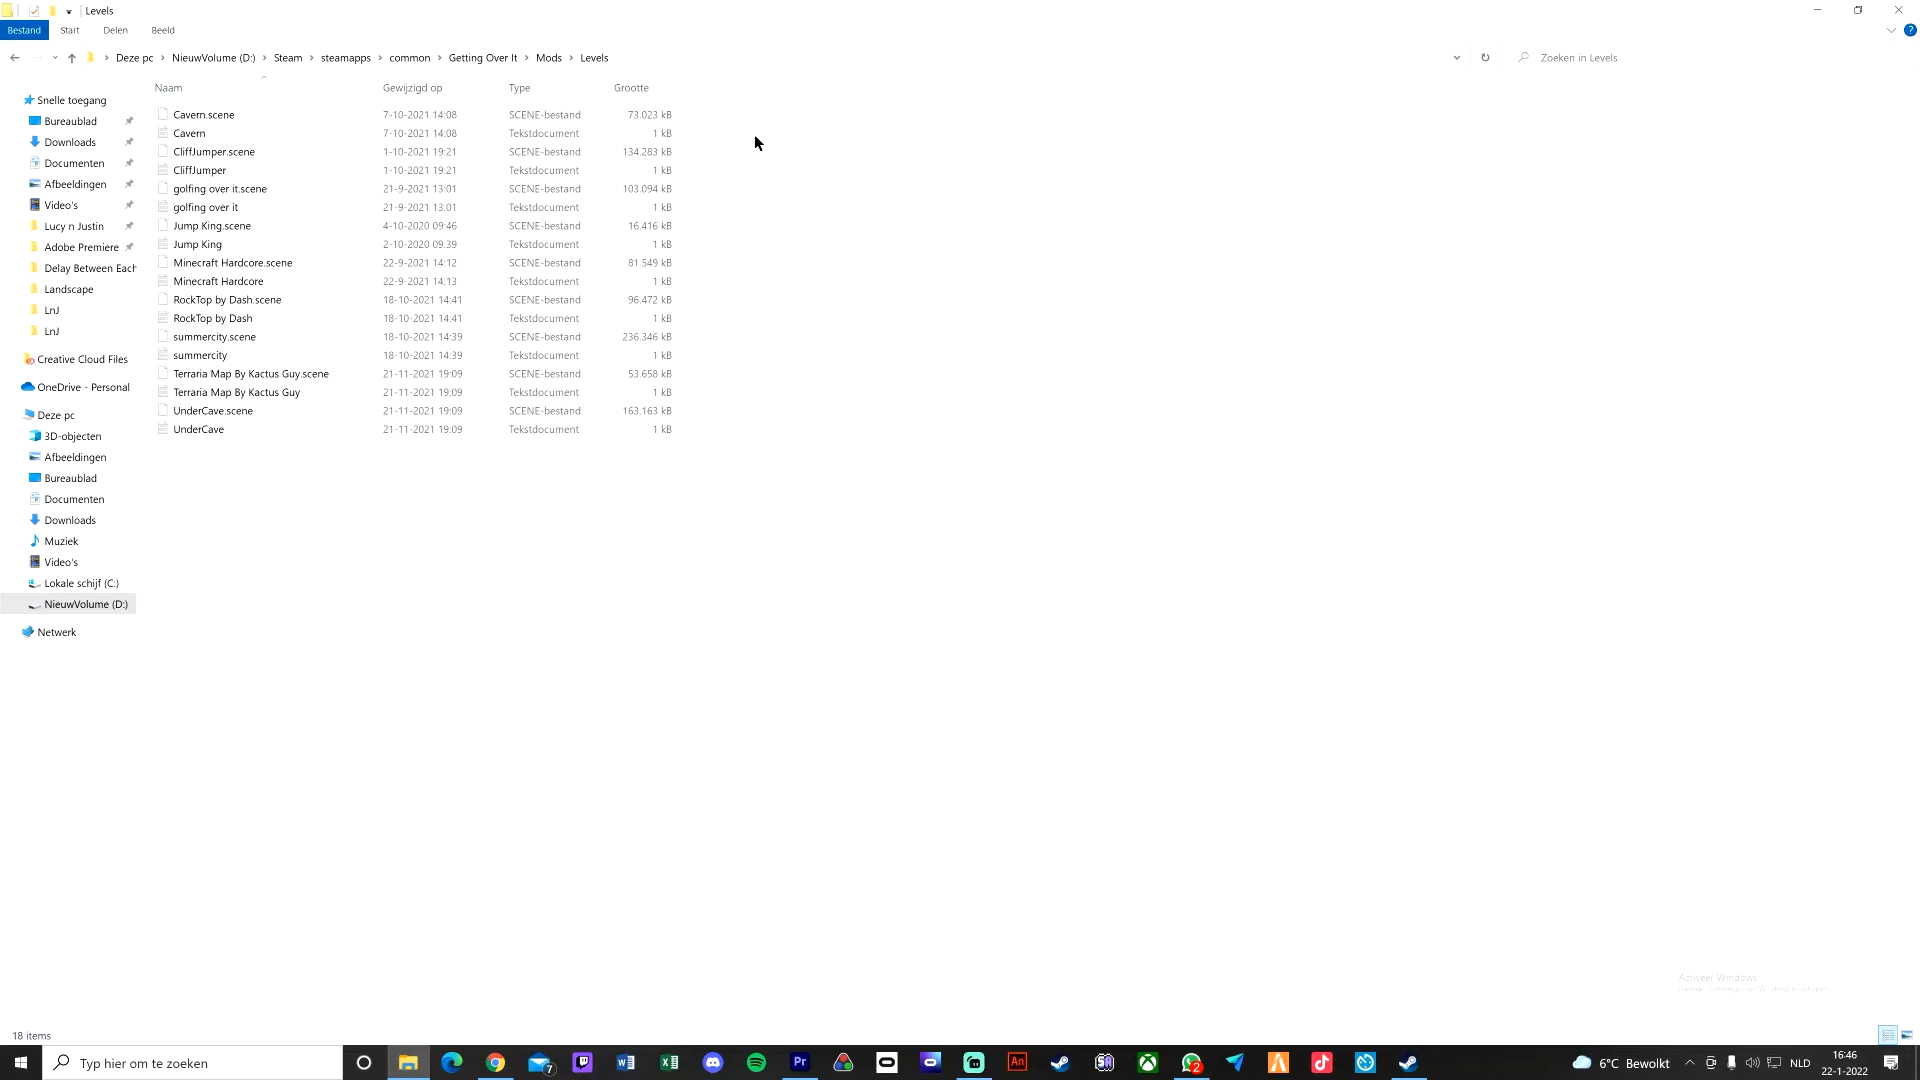 Levels
Bestand Start Delen Beeld
Deze pc › NieuwVolume (D:) › Steam › steamapps › common › Getting Over It › Mods › Levels
Zoeken in Levels
Naam Gewijzigd op Type Grootte
Snelle toegang
Bureaublad
Downloads
Documenten
Afbeeldingen
Video's
Lucy n Justin
Adobe Premiere
Delay Between Each
Landscape
LnJ
LnJ
Creative Cloud Files
OneDrive - Personal
Deze pc
3D-objecten
Afbeeldingen
Bureaublad
Documenten
Downloads
Muziek
Video's
Lokale schijf (C:)
NieuwVolume (D:)
Netwerk
Cavern.scene 7-10-2021 14:08 SCENE-bestand 73.023 kB
Cavern 7-10-2021 14:08 Tekstdocument 1 kB
CliffJumper.scene 1-10-2021 19:21 SCENE-bestand 134.283 kB
CliffJumper 1-10-2021 19:21 Tekstdocument 1 kB
golfing over it.scene 21-9-2021 13:01 SCENE-bestand 103.094 kB
golfing over it 21-9-2021 13:01 Tekstdocument 1 kB
Jump King.scene 4-10-2020 09:46 SCENE-bestand 16.416 kB
Jump King 2-10-2020 09:39 Tekstdocument 1 kB
Minecraft Hardcore.scene 22-9-2021 14:12 SCENE-bestand 81.549 kB
Minecraft Hardcore 22-9-2021 14:13 Tekstdocument 1 kB
RockTop by Dash.scene 18-10-2021 14:41 SCENE-bestand 96.472 kB
RockTop by Dash 18-10-2021 14:41 Tekstdocument 1 kB
summercity.scene 18-10-2021 14:39 SCENE-bestand 236.346 kB
summercity 18-10-2021 14:39 Tekstdocument 1 kB
Terraria Map By Kactus Guy.scene 21-11-2021 19:09 SCENE-bestand 53.658 kB
Terraria Map By Kactus Guy 21-11-2021 19:09 Tekstdocument 1 kB
UnderCave.scene 21-11-2021 19:09 SCENE-bestand 163.163 kB
UnderCave 21-11-2021 19:09 Tekstdocument 1 kB
Activeer Windows
18 items
Typ hier om te zoeken
7
Pr
An
2
6°C Bewolkt
NLD
16:46
22-1-2022